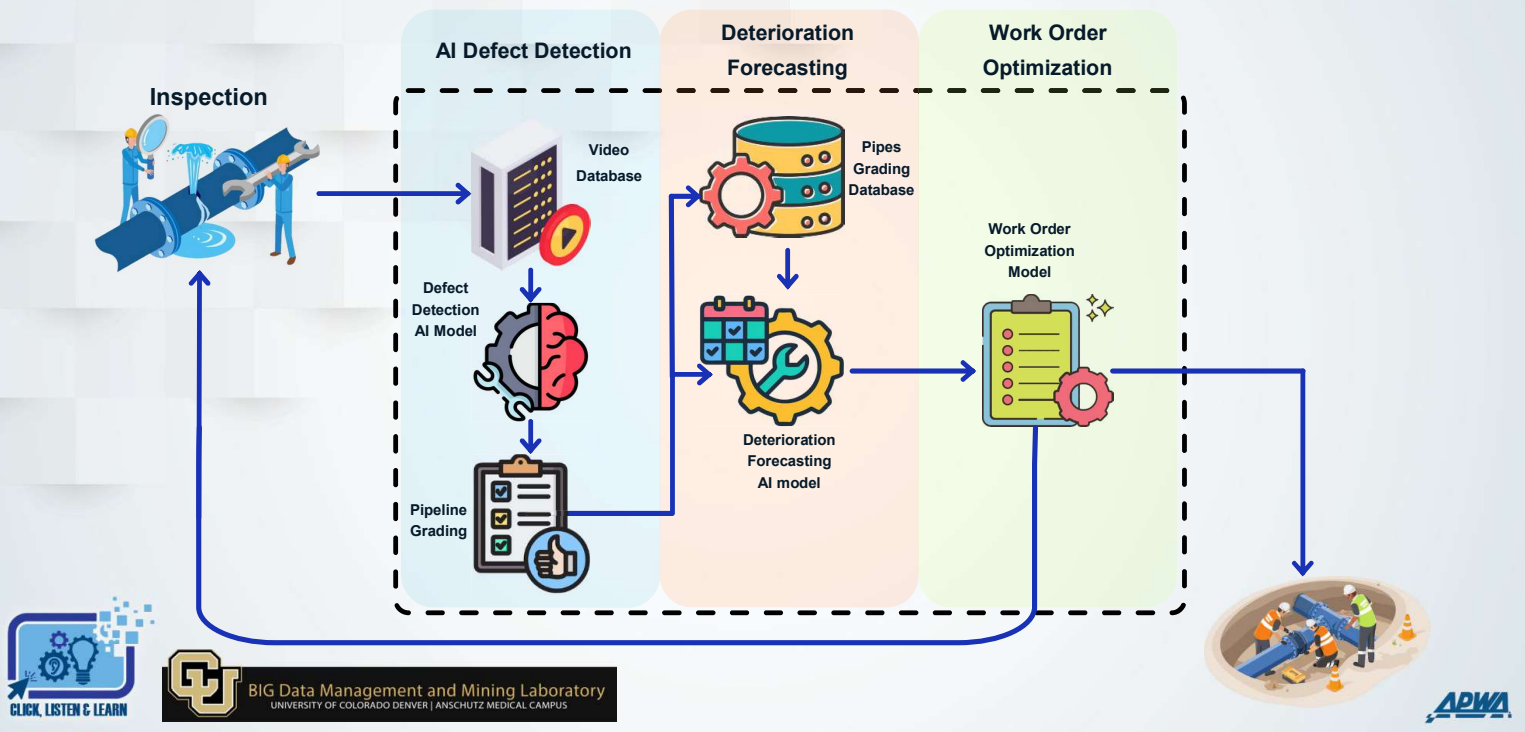 AI Defect Detection
Deterioration
Forecasting
Work Order
Optimization
Inspection
Video
Database
Pipes
Grading
Database
Work Order
Optimization
Model
Defect
Detection
AI Model
Deterioration
Forecasting
AI model
Pipeline
Grading
CLICK, LISTEN & LEARN
CU
BIG Data Management and Mining Laboratory
UNIVERSITY OF COLORADO DENVER | ANSCHUTZ MEDICAL CAMPUS
APWA